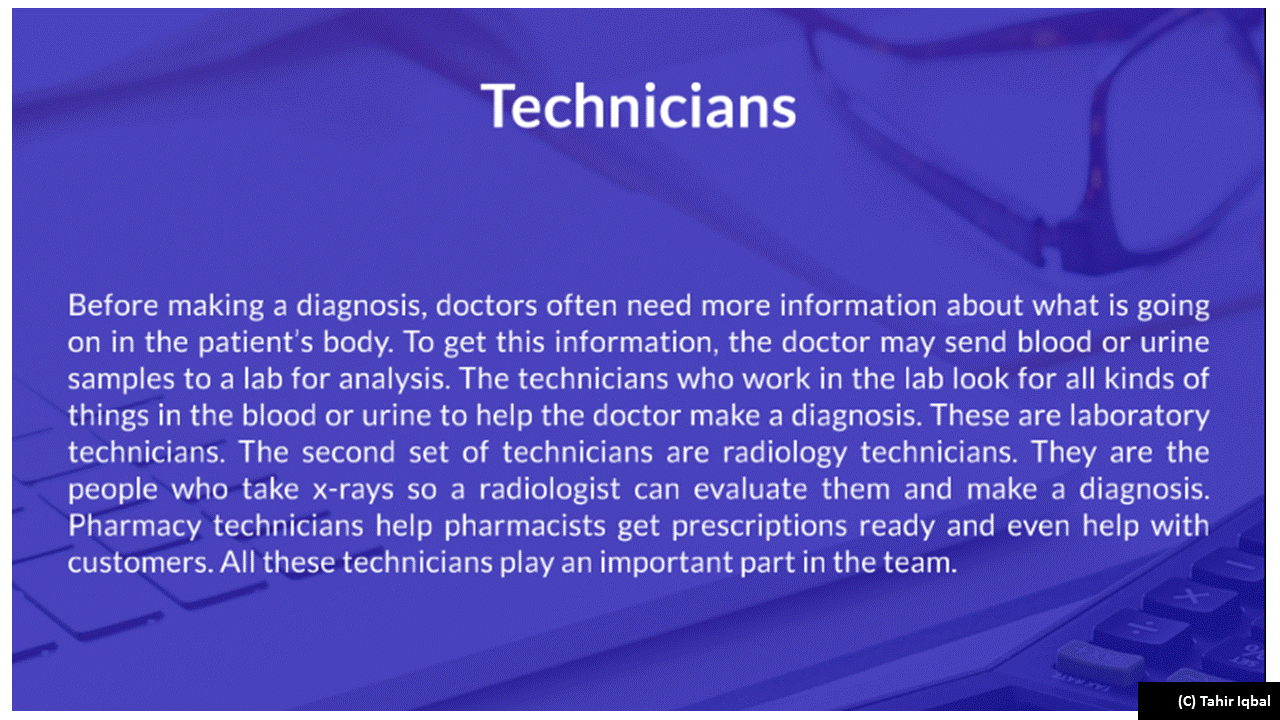 Technicians
Before making a diagnosis, doctors often need more information about what is going
on in the patient’s body. To get this information, the doctor may send blood or urine
samples to a lab for analysis. The technicians who work in the lab look for all kinds of
things in the blood or urine to help the doctor make a diagnosis. These are laboratory
technicians. The second set of technicians are radiology technicians. They are the
people who take x-rays so a radiologist can evaluate them and make a diagnosis.
Pharmacy technicians help pharmacists get prescriptions ready and even help with
customers. All these technicians play an important part in the team.
(C) Tahir Iqbal